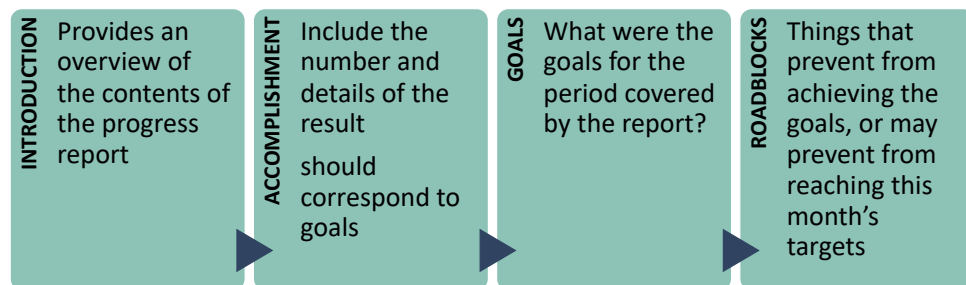 INTRODUCTION
Provides an
overview of
the contents of
the progress
report
ACCOMPLISHMENT
Include the
number and
details of the
result
should
correspond to
goals
GOALS
What were the
goals for the
period covered
by the report?
ROADBLOCKS
Things that
prevent from
achieving the
goals, or may
prevent from
reaching this
month's
targets